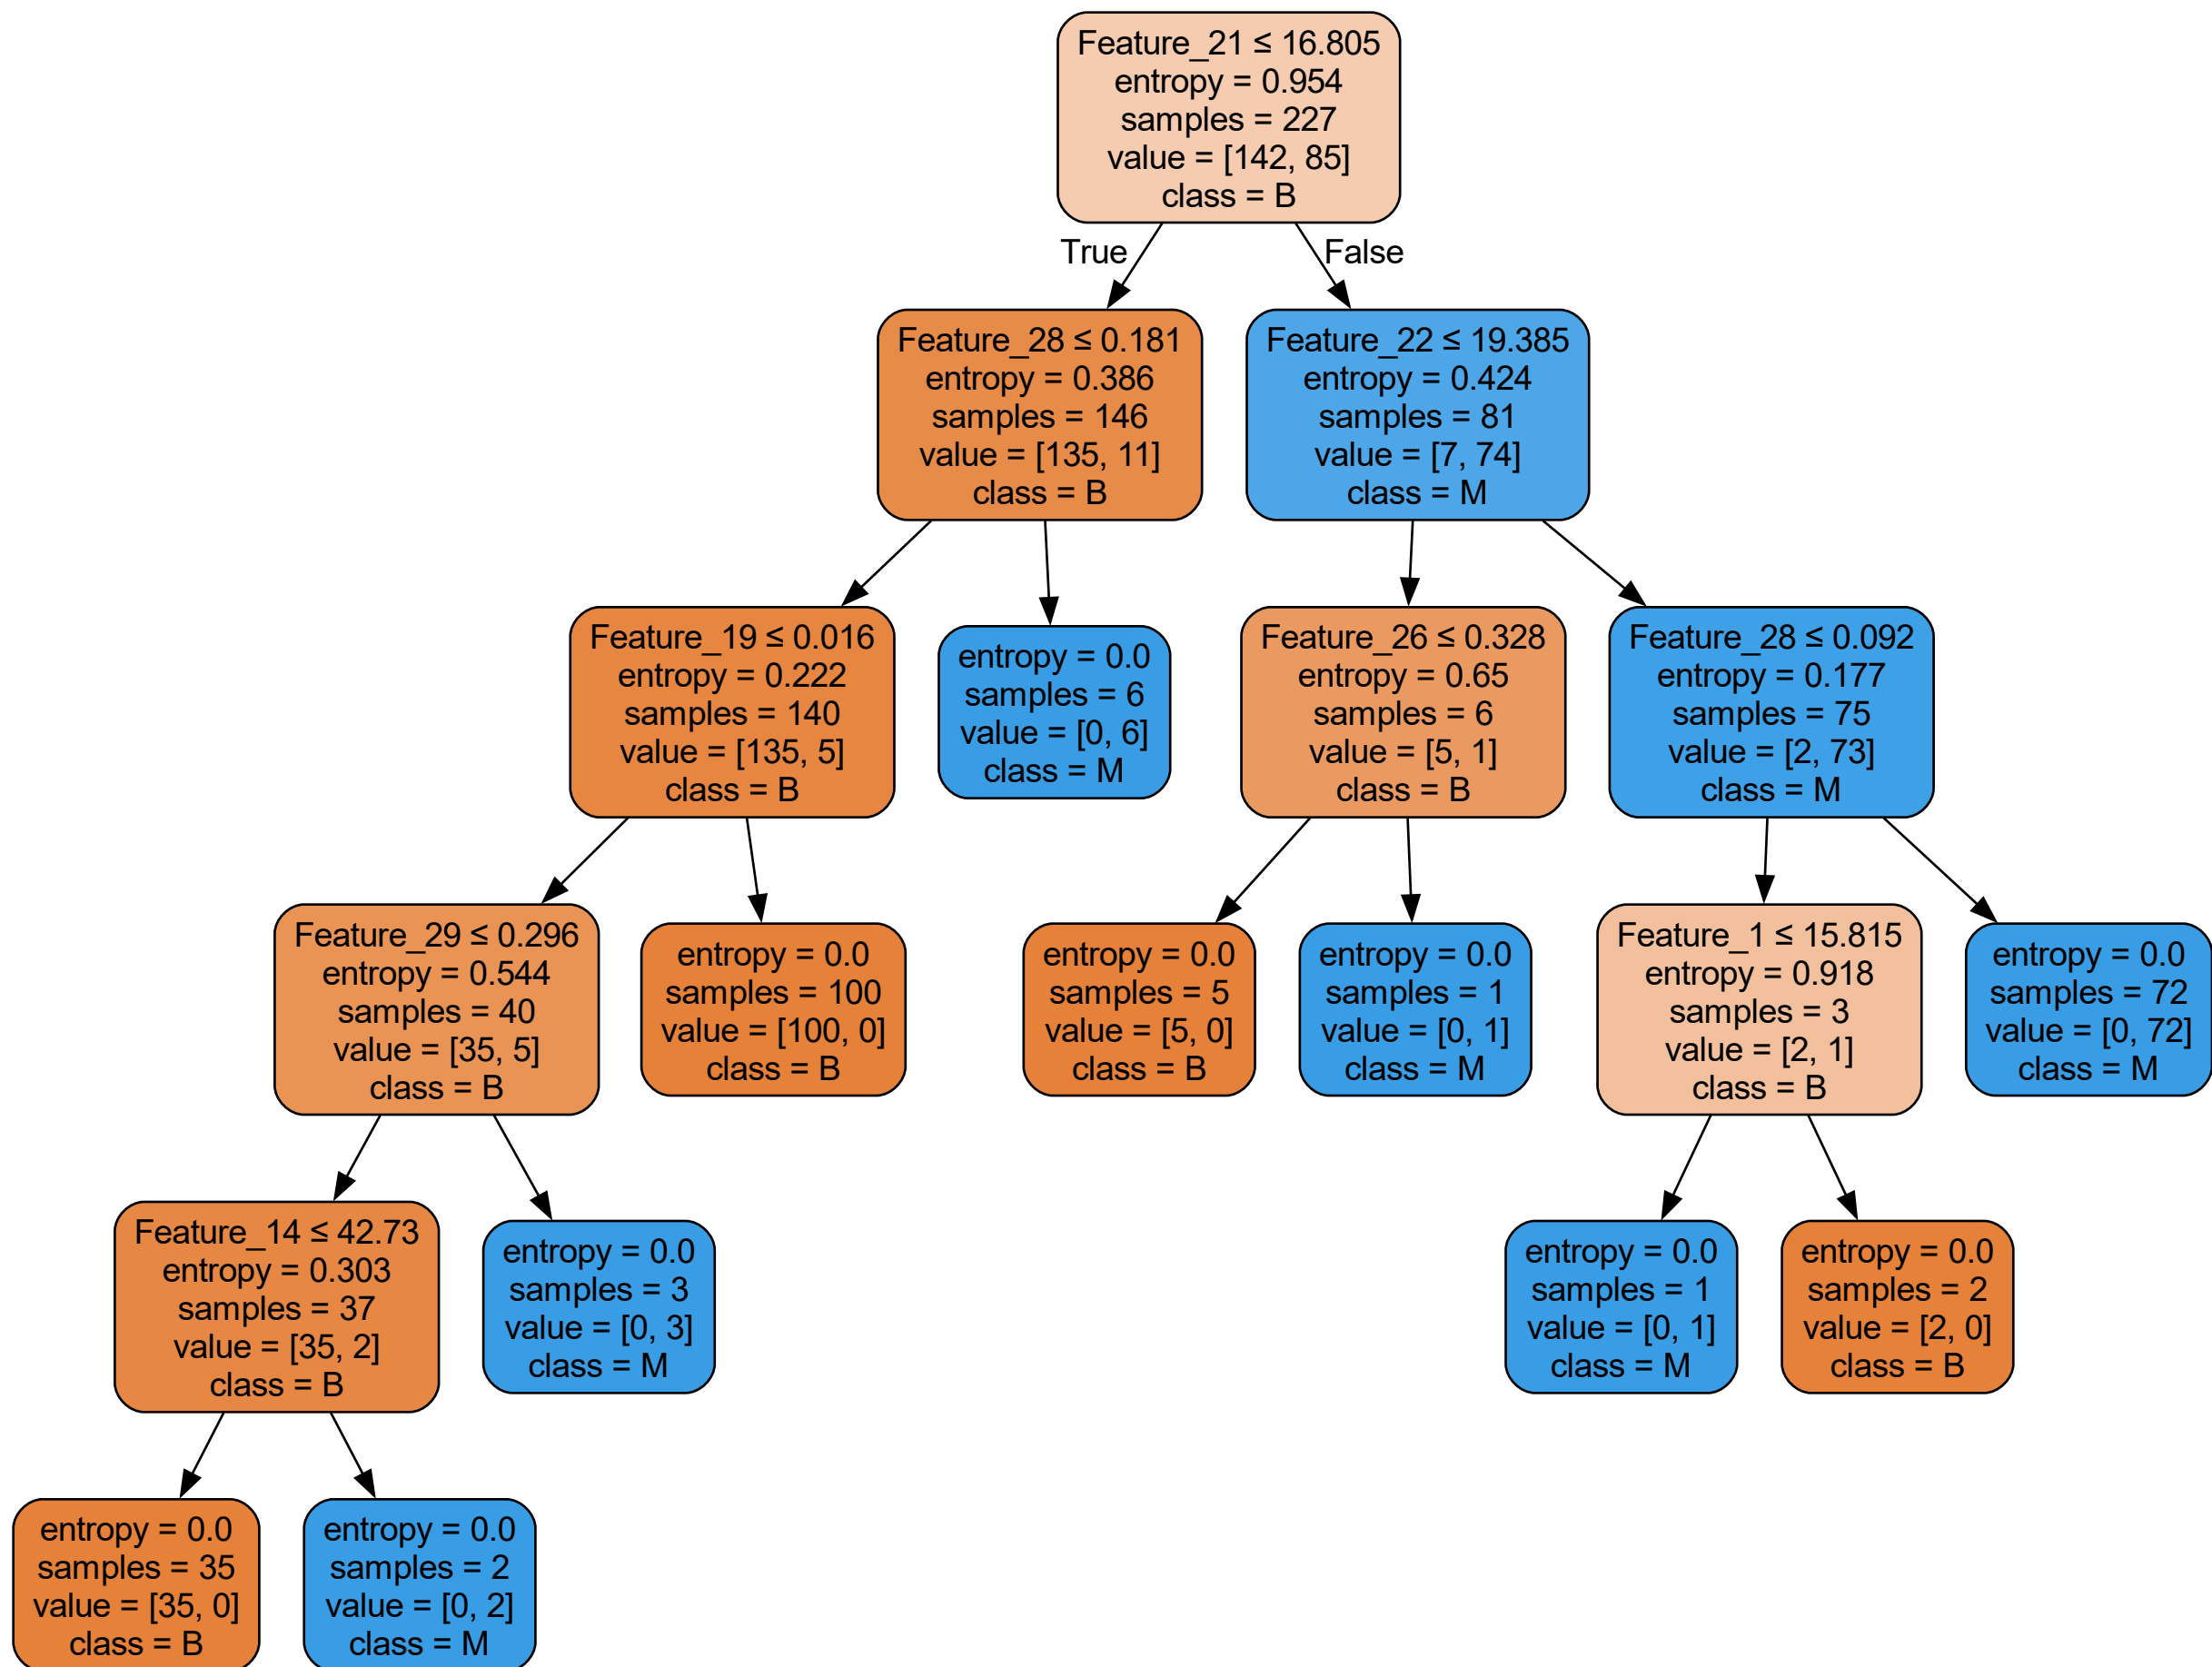 Feature_21 ≤ 16.805
entropy = 0.954
samples = 227
value = [142, 85]
class = B
True
False
Feature_28 ≤ 0.181
entropy = 0.386
samples = 146
value = [135, 11]
class = B
Feature_22 ≤ 19.385
entropy = 0.424
samples = 81
value = [7, 74]
class = M
Feature_19 ≤ 0.016
entropy = 0.222
samples = 140
value = [135, 5]
class = B
entropy = 0.0
samples = 6
value = [0, 6]
class = M
Feature_26 ≤ 0.328
entropy = 0.65
samples = 6
value = [5, 1]
class = B
Feature_28 ≤ 0.092
entropy = 0.177
samples = 75
value = [2, 73]
class = M
Feature_29 ≤ 0.296
entropy = 0.544
samples = 40
value = [35, 5]
class = B
entropy = 0.0
samples = 100
value = [100, 0]
class = B
entropy = 0.0
samples = 5
value = [5, 0]
class = B
entropy = 0.0
samples = 1
value = [0, 1]
class = M
Feature_1 ≤ 15.815
entropy = 0.918
samples = 3
value = [2, 1]
class = B
entropy = 0.0
samples = 72
value = [0, 72]
class = M
Feature_14 ≤ 42.73
entropy = 0.303
samples = 37
value = [35, 2]
class = B
entropy = 0.0
samples = 3
value = [0, 3]
class = M
entropy = 0.0
samples = 1
value = [0, 1]
class = M
entropy = 0.0
samples = 2
value = [2, 0]
class = B
entropy = 0.0
samples = 35
value = [35, 0]
class = B
entropy = 0.0
samples = 2
value = [0, 2]
class = M